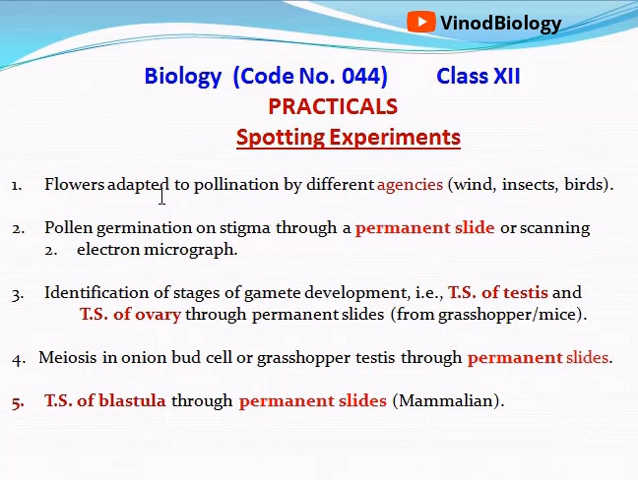 VinodBiology
Biology (Code No. 044) Class XII
PRACTICALS
Spotting Experiments
1. Flowers adapted to pollination by different agencies (wind, insects, birds).
2. Pollen germination on stigma through a permanent slide or scanning
2. electron micrograph.
3. Identification of stages of gamete development, i.e., T.S. of testis and
T.S. of ovary through permanent slides (from grasshopper/mice).
4. Meiosis in onion bud cell or grasshopper testis through permanent slides.
5. T.S. of blastula through permanent slides (Mammalian).